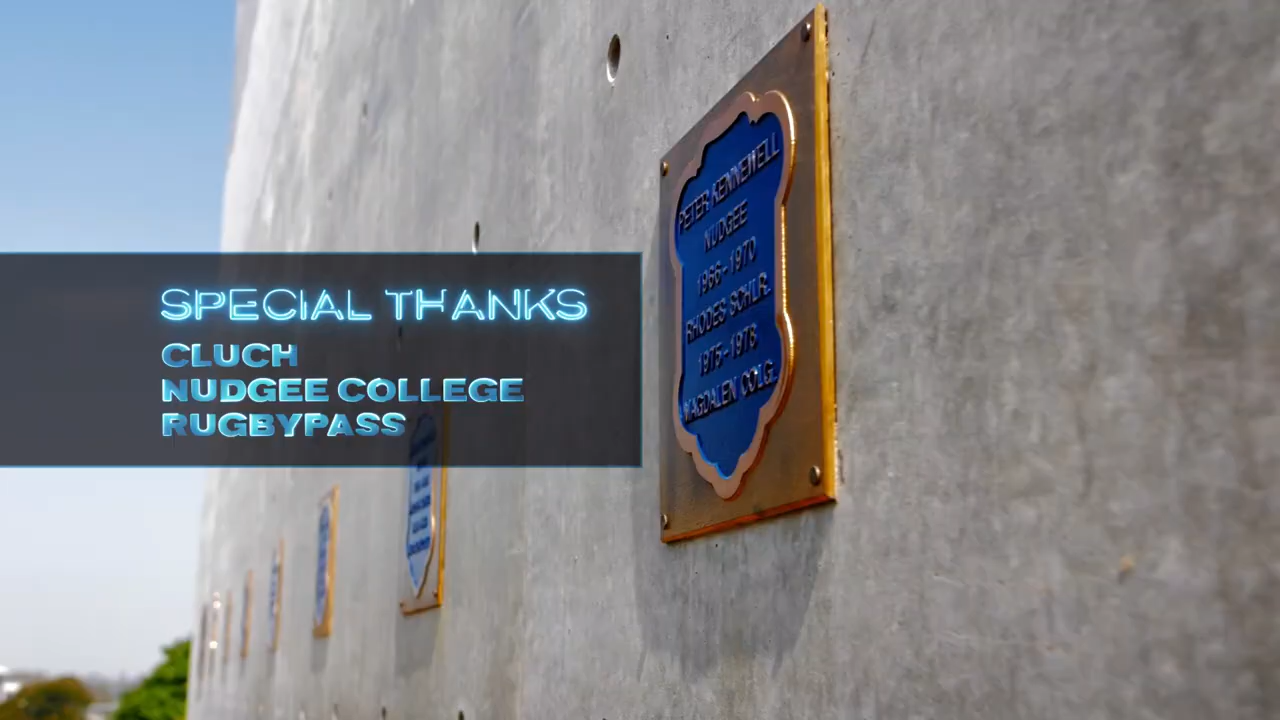 SPECIAL THANKS
CLUCH
NUDGEE COLLEGE
RUGBYPASS
PETER KENNEWELL
NUDGEE
1966-1970
RHODES SCHLR.
1975-1978
MAGDALEN COLG.